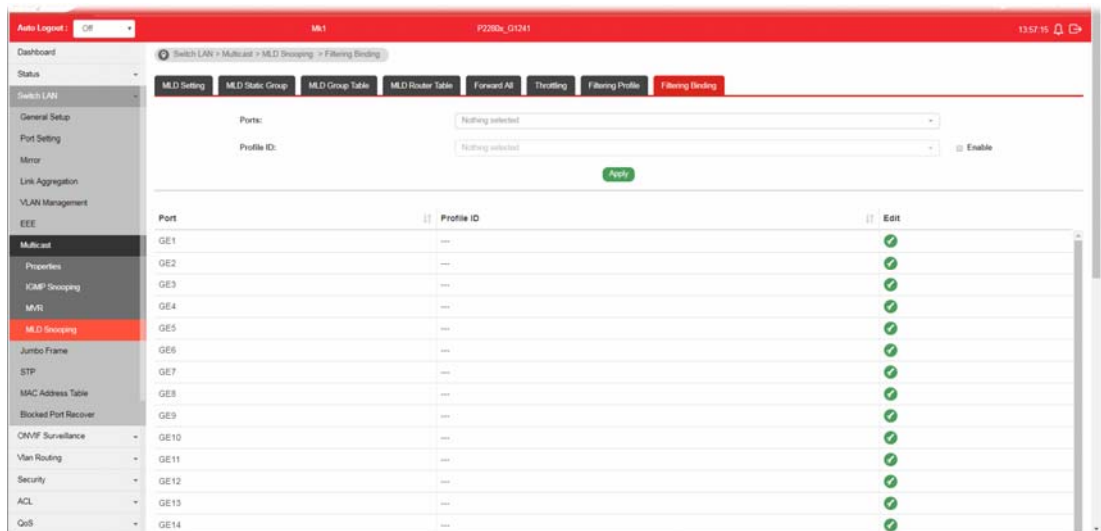 Auto Logout : Off Mk1 P2280x_G1241 13:57:15
Dashboard
Status
Switch LAN
General Setup
Port Setting
Mirror
Link Aggregation
VLAN Management
EEE
Multicast
Properties
IGMP Snooping
MVR
MLD Snooping
Jumbo Frame
STP
MAC Address Table
Blocked Port Recover
ONVIF Surveillance
Vlan Routing
Security
ACL
QoS
Switch LAN > Multicast > MLD Snooping > Filtering Binding
MLD Setting MLD Static Group MLD Group Table MLD Router Table Forward All Throttling Filtering Profile Filtering Binding
Ports: Nothing selected
Profile ID: Nothing selected Enable
Apply
Port Profile ID Edit
GE1 ---
GE2 ---
GE3 ---
GE4 ---
GE5 ---
GE6 ---
GE7 ---
GE8 ---
GE9 ---
GE10 ---
GE11 ---
GE12 ---
GE13 ---
GE14 ---